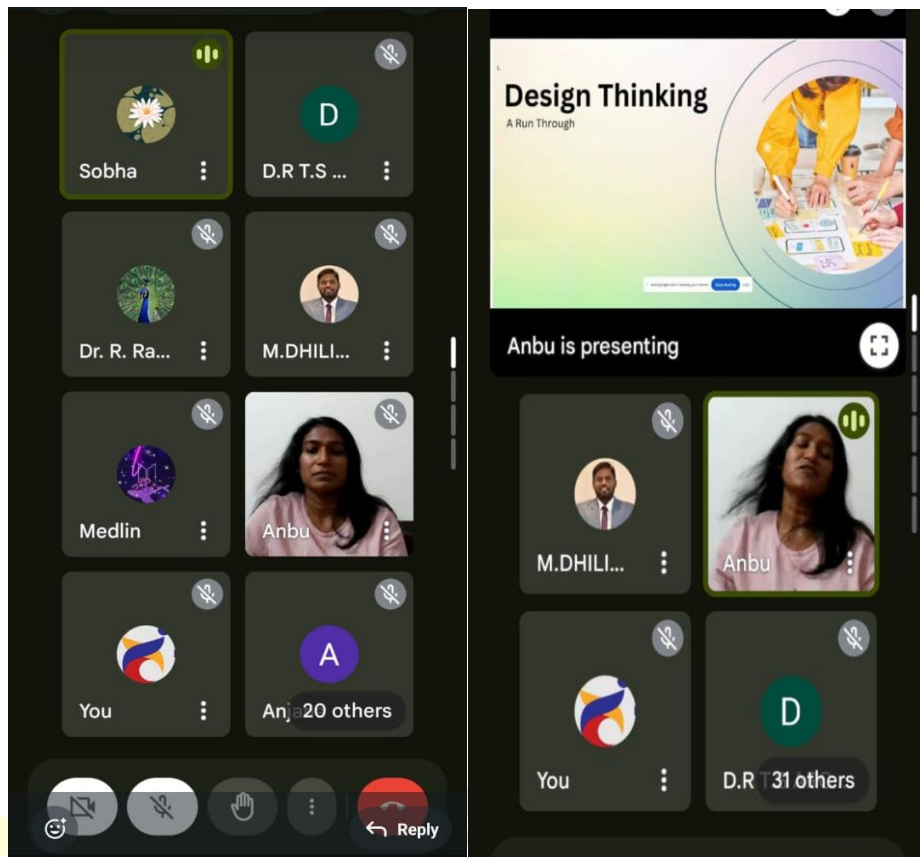 Sobha
D.R T.S ...
Dr. R. Ra...
M.DHILI...
Medlin
Anbu
You
A
Anj
20 others
Reply
D
Design Thinking
A Run Through
Anbu is presenting
M.DHILI...
Anbu
You
D
D.R
31 others